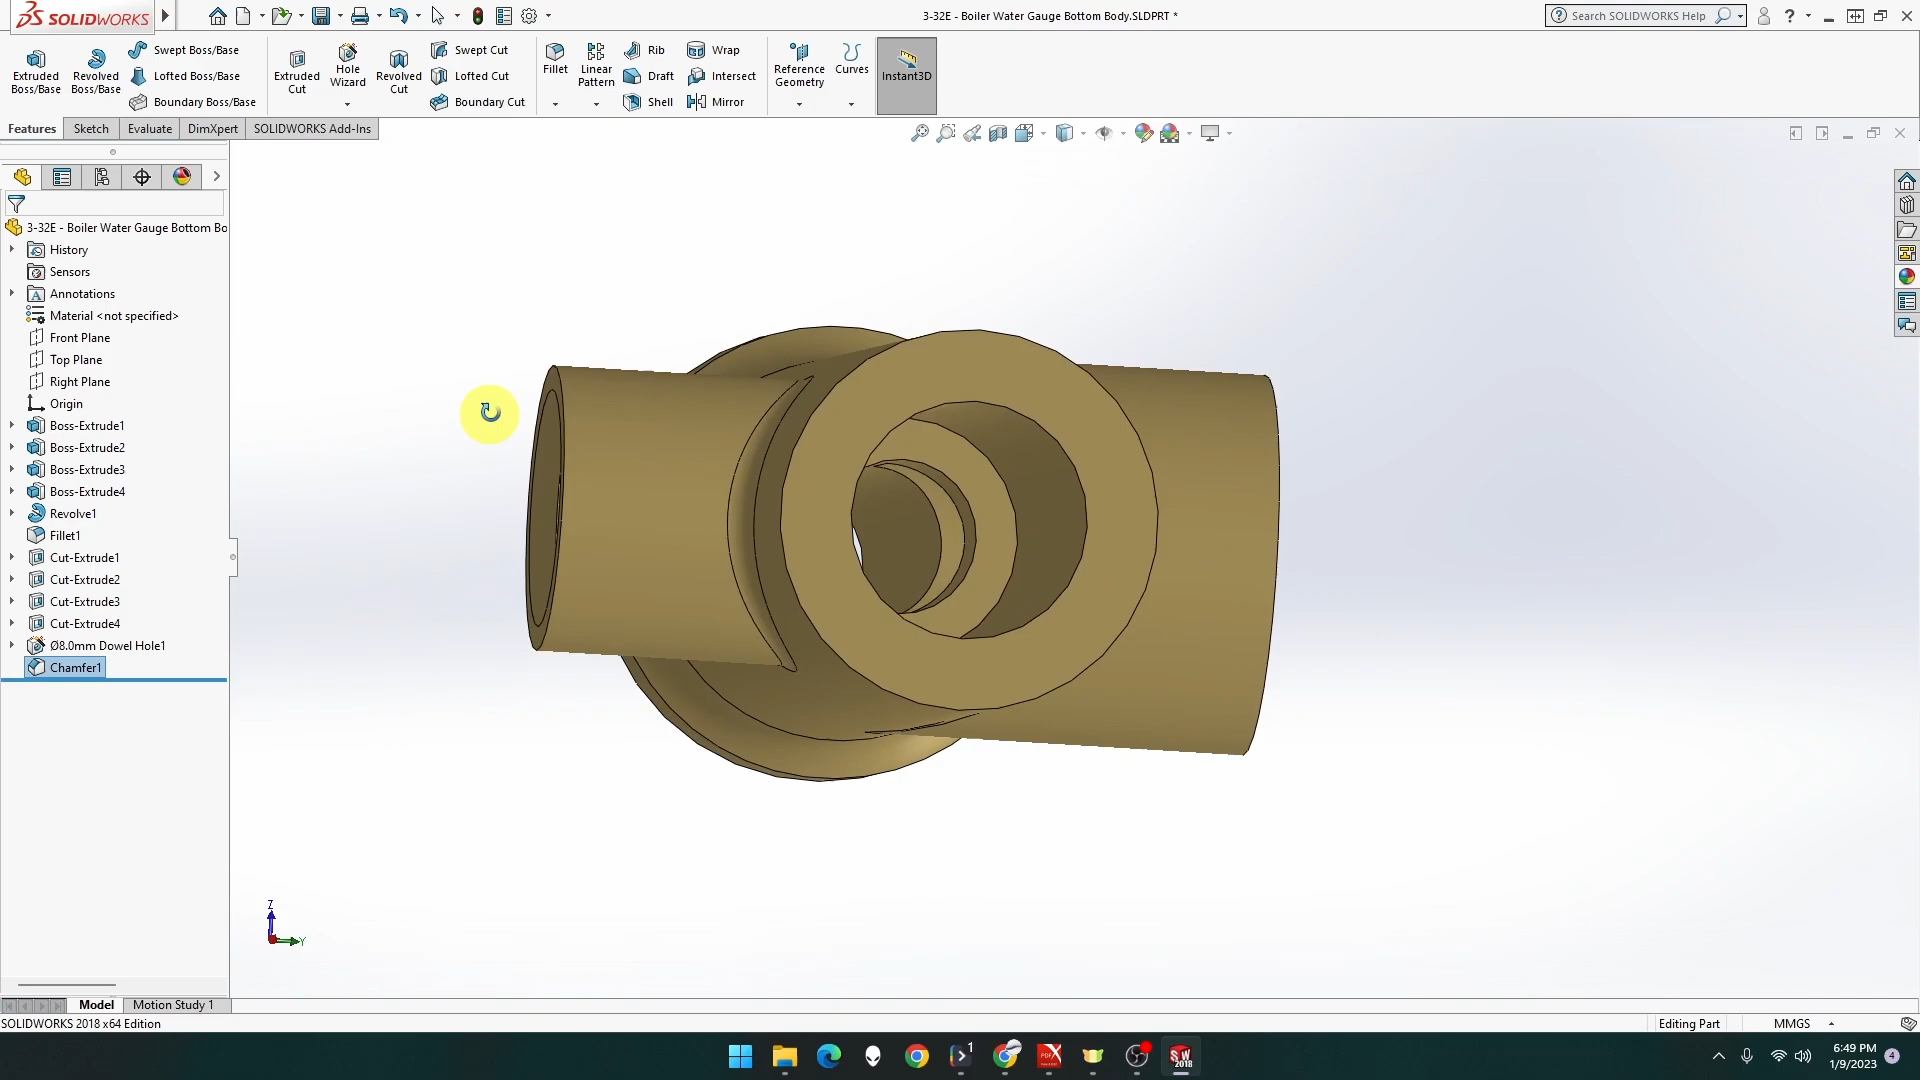 SOLIDWORKS
3-32E - Boiler Water Gauge Bottom Body.SLDPRT *
Search SOLIDWORKS Help
Extruded Boss/Base
Revolved Boss/Base
Swept Boss/Base
Lofted Boss/Base
Boundary Boss/Base
Extruded Cut
Hole Wizard
Revolved Cut
Swept Cut
Lofted Cut
Boundary Cut
Fillet
Linear Pattern
Rib
Draft
Shell
Wrap
Intersect
Mirror
Reference Geometry
Curves
Instant3D
Features
Sketch
Evaluate
DimXpert
SOLIDWORKS Add-Ins
3-32E - Boiler Water Gauge Bottom Bo
History
Sensors
Annotations
Material <not specified>
Front Plane
Top Plane
Right Plane
Origin
Boss-Extrude1
Boss-Extrude2
Boss-Extrude3
Boss-Extrude4
Revolve1
Fillet1
Cut-Extrude1
Cut-Extrude2
Cut-Extrude3
Cut-Extrude4
Ø8.0mm Dowel Hole1
Chamfer1
Z
Y
Model
Motion Study 1
SOLIDWORKS 2018 x64 Edition
Editing Part
MMGS
1
PDF
SW
2018
6:49 PM
1/9/2023
4